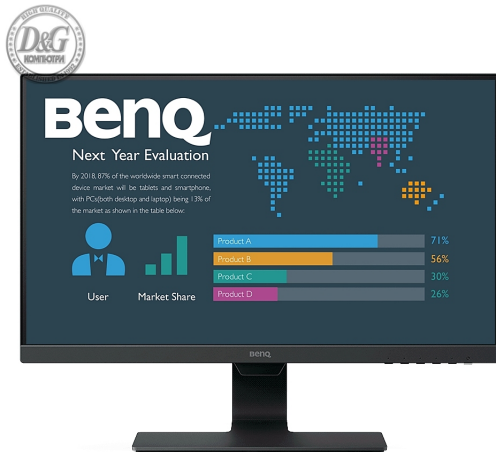 HIGH QUALITY
D&G
КОМПЮТРИ
BenQ
Next Year Evaluation
By 2018, 87% of the worldwide smart connected
device market will be tablets and smartphone,
with PCs(both desktop and laptop) being 13% of
the market as shown in the table below:
User
Market Share
Product A 71%
Product B 56%
Product C 30%
Product D 26%
BenQ